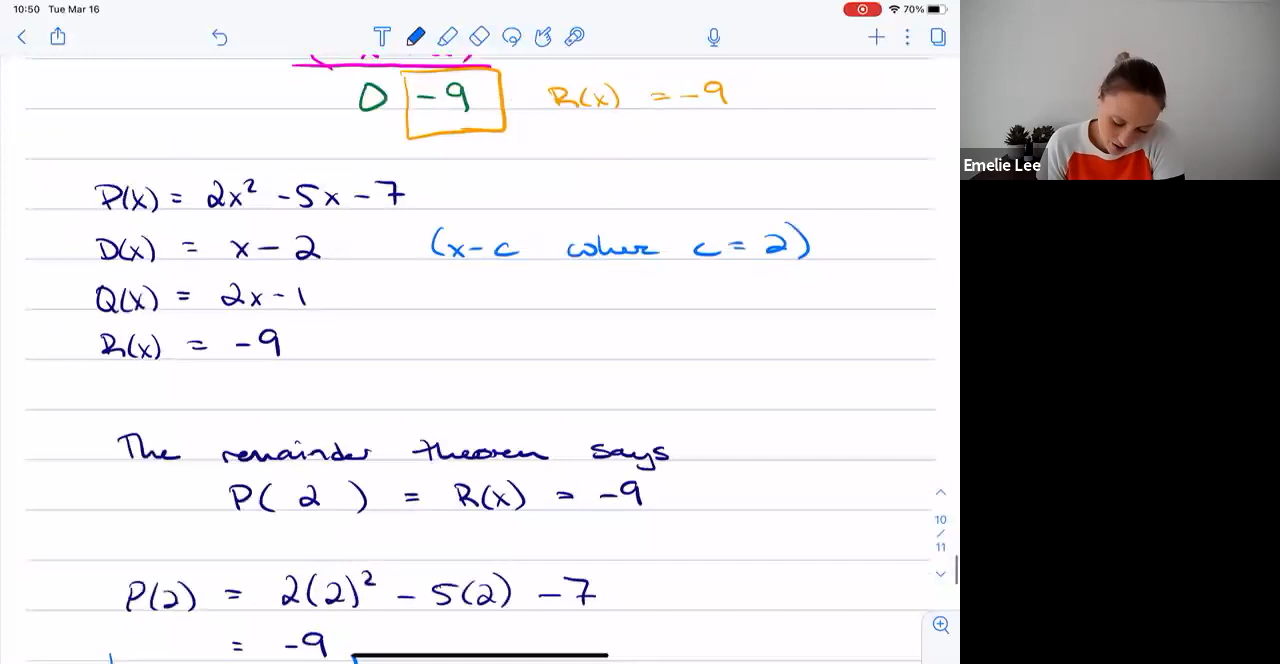 10:50 Tue Mar 16
70%
T
0 -9 R(x) = -9
P(x) = 2x² -5x -7
D(x) = x-2 (x-c where c=2)
Q(x) = 2x-1
R(x) = -9
The remainder theorem says
P( 2 ) = R(x) = -9
P(2) = 2(2)² - 5(2) -7
= -9
10
/
11
Emelie Lee